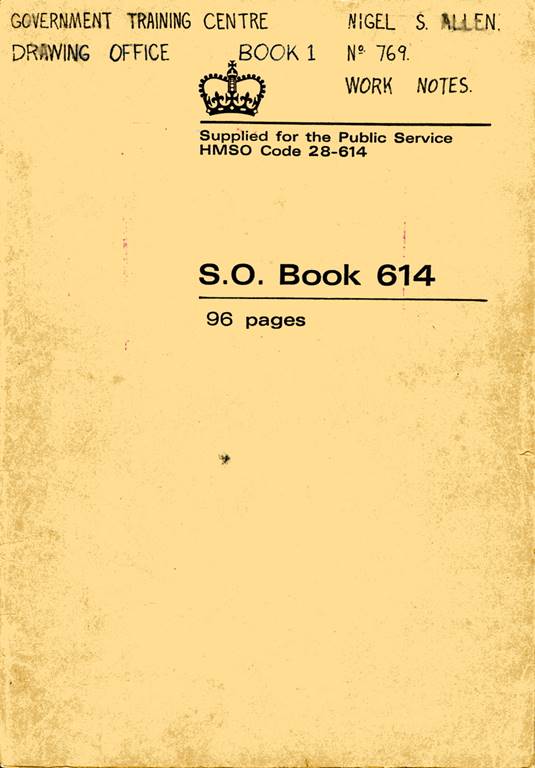 GOVERNMENT TRAINING CENTRE
NIGEL S. ALLEN.
DRAWING OFFICE BOOK 1
Nº 769.
WORK NOTES.
Supplied for the Public Service
HMSO Code 28-614
S.O. Book 614
96 pages